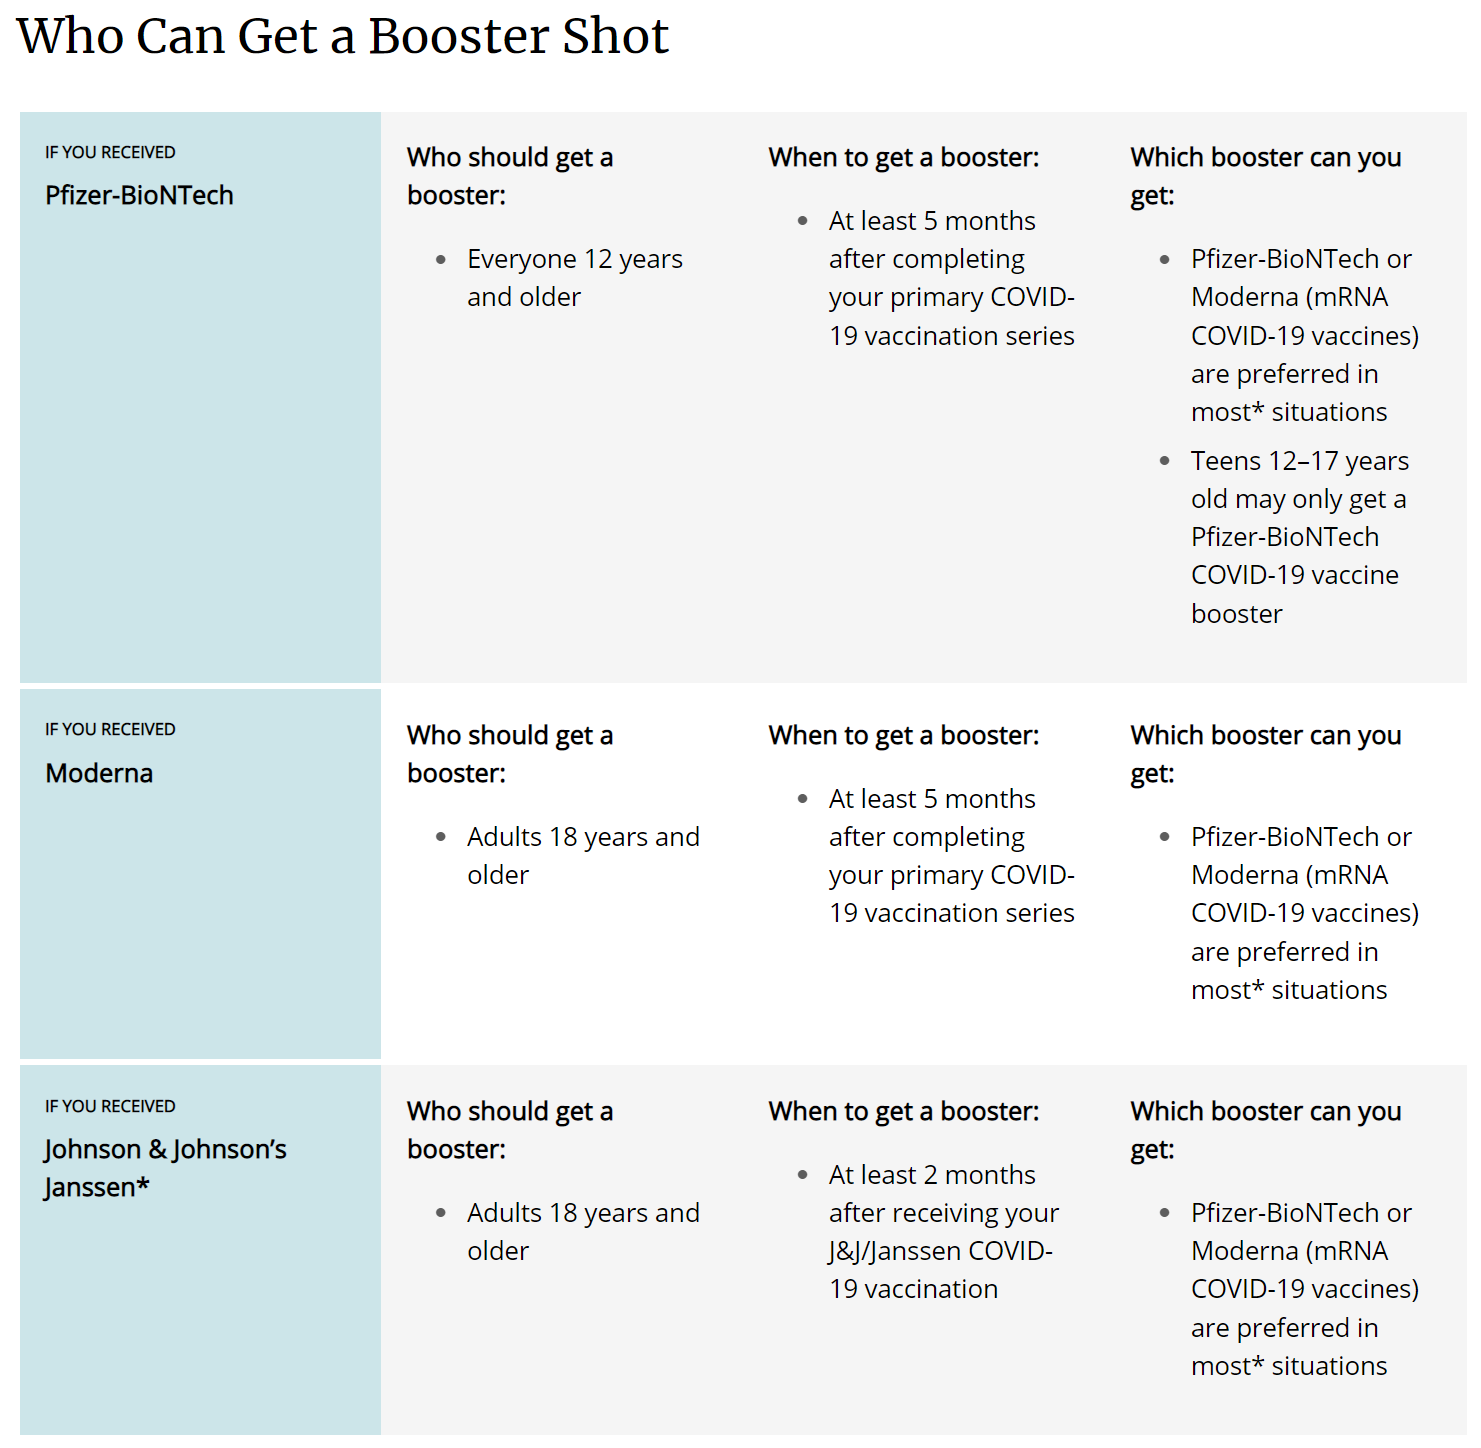 Who Can Get a Booster Shot
IF YOU RECEIVED
Pfizer-BioNTech
Who should get a
booster:
• Everyone 12 years
and older
When to get a booster:
• At least 5 months
after completing
your primary COVID-
19 vaccination series
Which booster can you
get:
• Pfizer-BioNTech or
Moderna (mRNA
COVID-19 vaccines)
are preferred in
most* situations
• Teens 12–17 years
old may only get a
Pfizer-BioNTech
COVID-19 vaccine
booster
IF YOU RECEIVED
Moderna
Who should get a
booster:
• Adults 18 years and
older
When to get a booster:
• At least 5 months
after completing
your primary COVID-
19 vaccination series
Which booster can you
get:
• Pfizer-BioNTech or
Moderna (mRNA
COVID-19 vaccines)
are preferred in
most* situations
IF YOU RECEIVED
Johnson & Johnson’s
Janssen*
Who should get a
booster:
• Adults 18 years and
older
When to get a booster:
• At least 2 months
after receiving your
J&J/Janssen COVID-
19 vaccination
Which booster can you
get:
• Pfizer-BioNTech or
Moderna (mRNA
COVID-19 vaccines)
are preferred in
most* situations